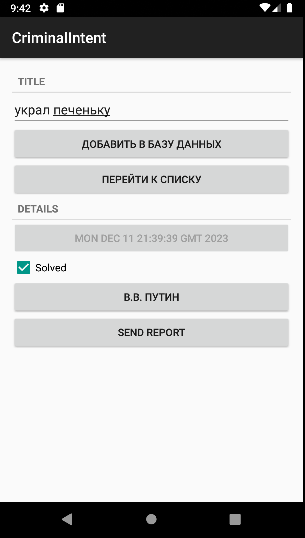 9:42
CriminalIntent
TITLE
украл печеньку
ДОБАВИТЬ В БАЗУ ДАННЫХ
ПЕРЕЙТИ К СПИСКУ
DETAILS
MON DEC 11 21:39:39 GMT 2023
Solved
В.В. ПУТИН
SEND REPORT